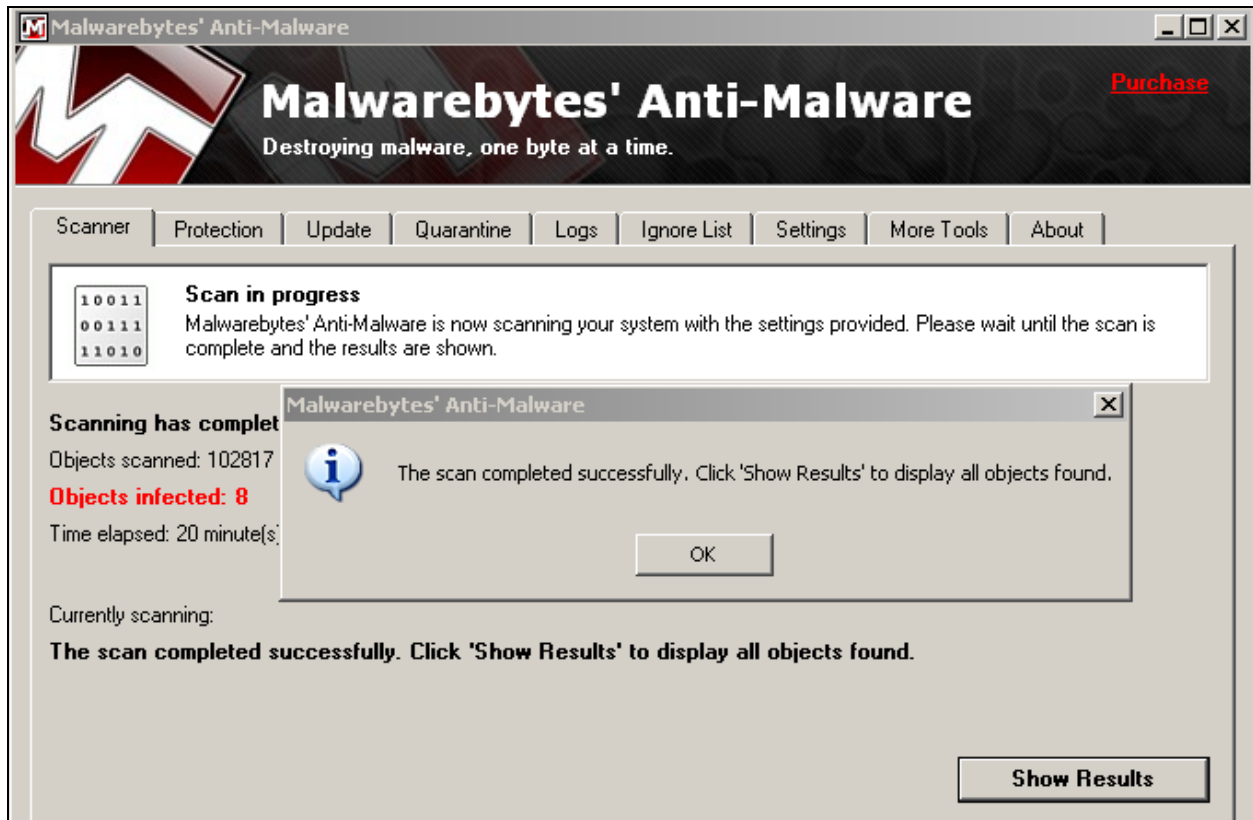 Malwarebytes' Anti-Malware
Malwarebytes' Anti-Malware
Purchase
Destroying malware, one byte at a time.
Scanner Protection Update Quarantine Logs Ignore List Settings More Tools About
10011
00111
11010
Scan in progress
Malwarebytes' Anti-Malware is now scanning your system with the settings provided. Please wait until the scan is
complete and the results are shown.
Scanning has complet
Objects scanned: 102817
Objects infected: 8
Time elapsed: 20 minute(s)
Malwarebytes' Anti-Malware
The scan completed successfully. Click 'Show Results' to display all objects found.
OK
Currently scanning:
The scan completed successfully. Click 'Show Results' to display all objects found.
Show Results